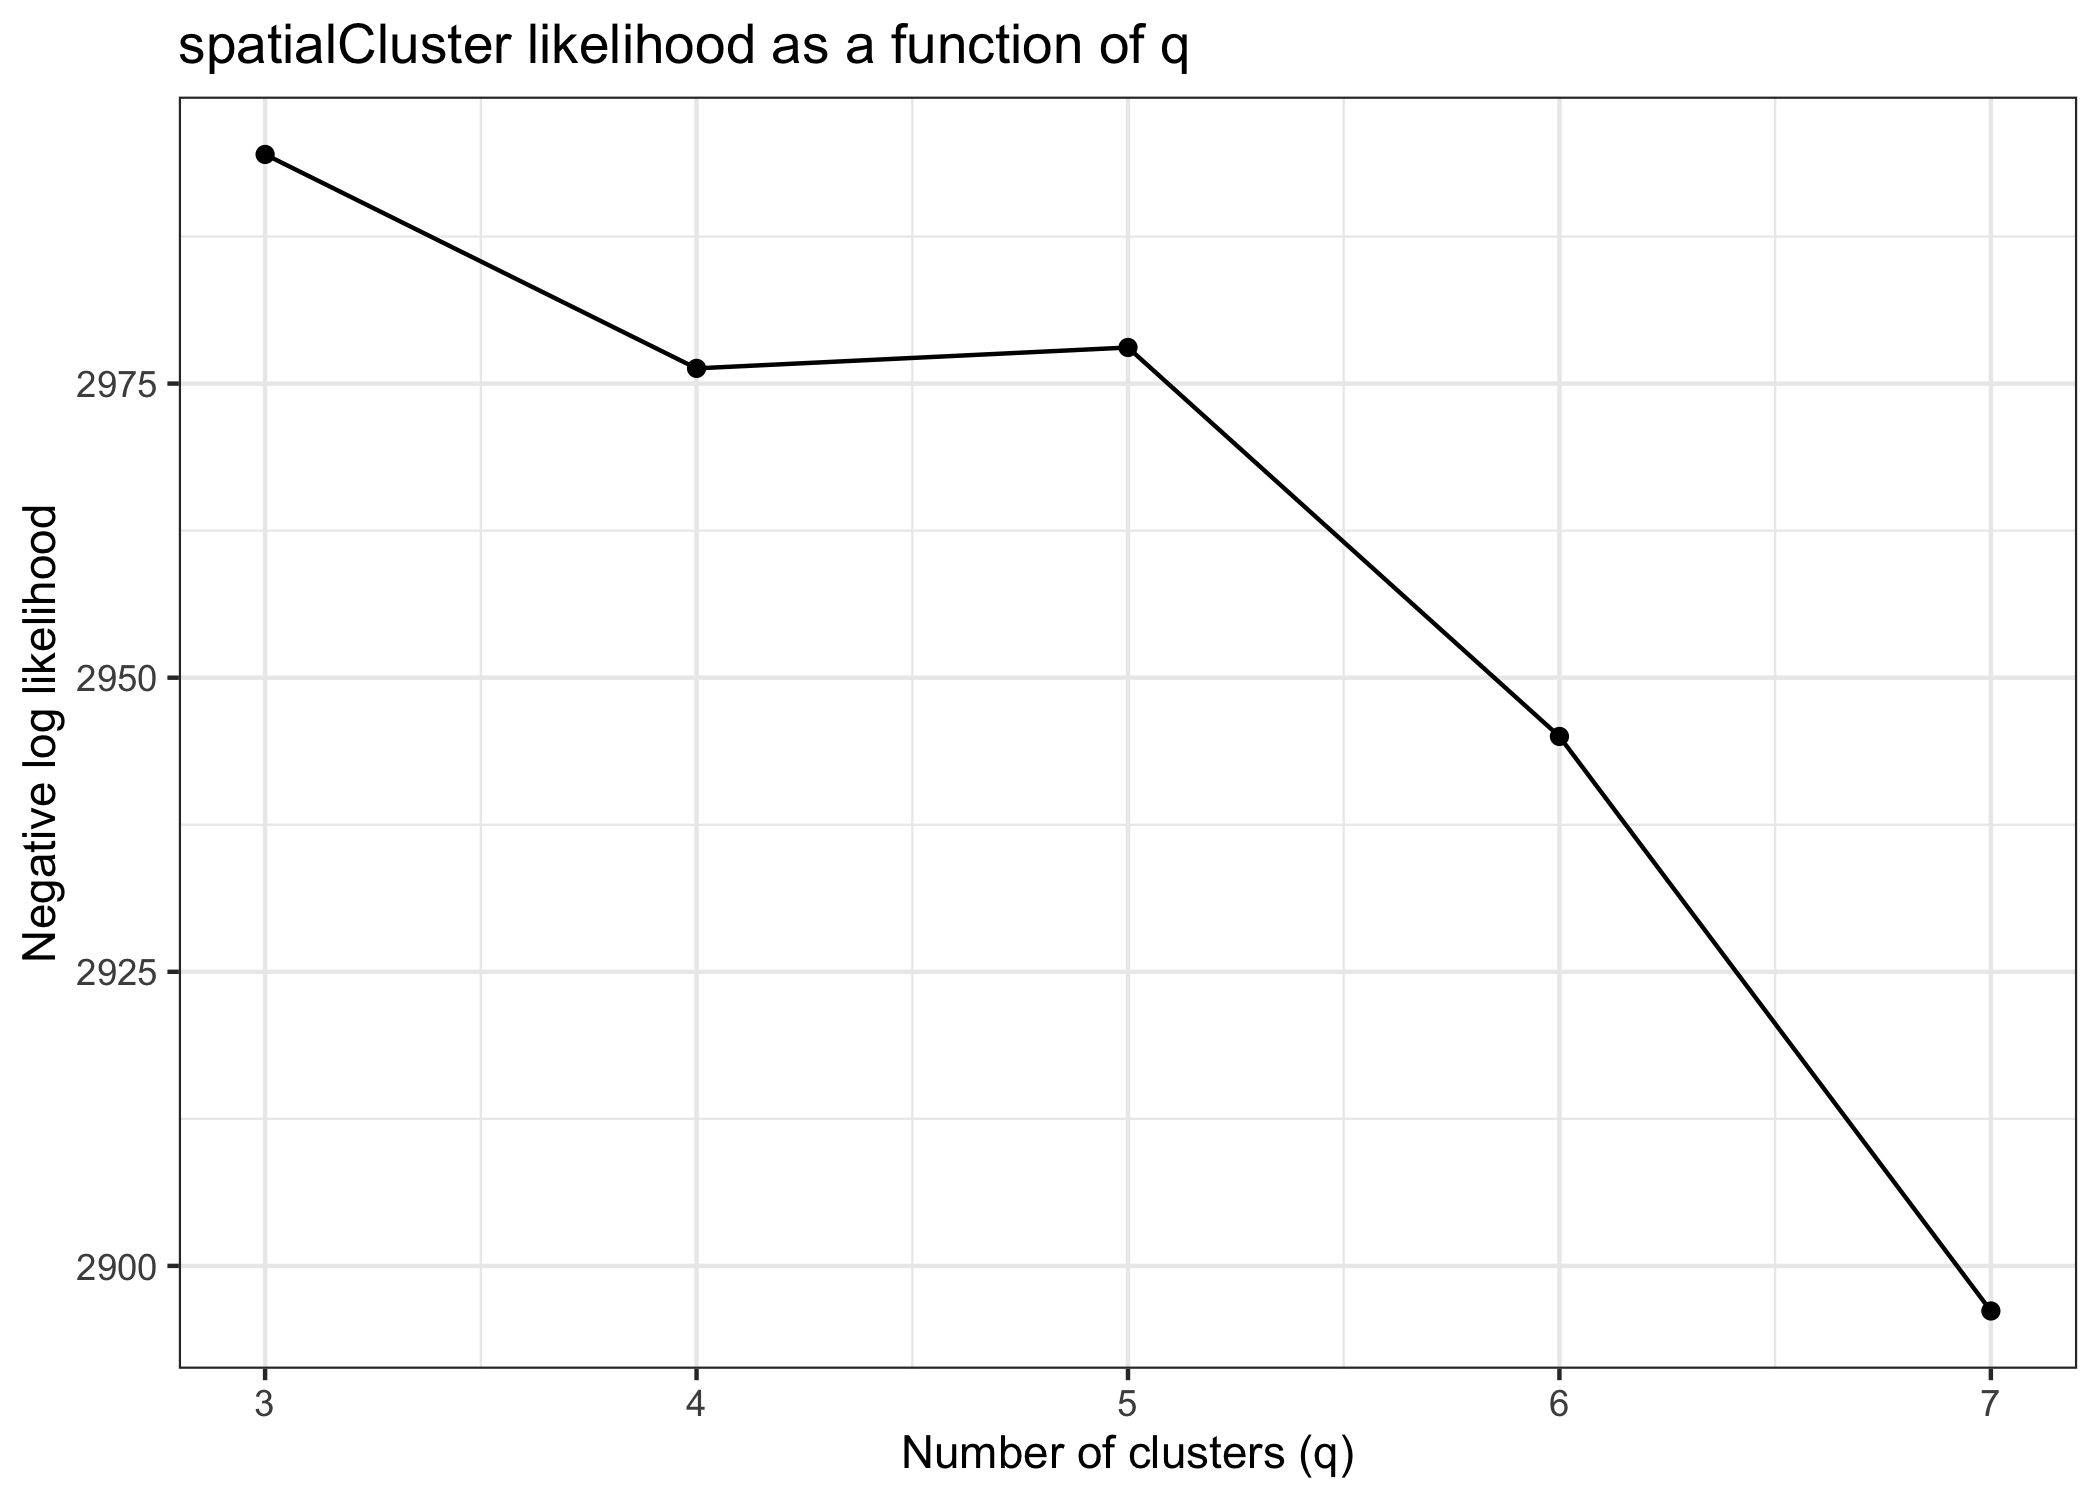 spatialCluster likelihood as a function of q
Negative log likelihood
2975
2950
2925
2900
3 4 5 6 7
Number of clusters (q)